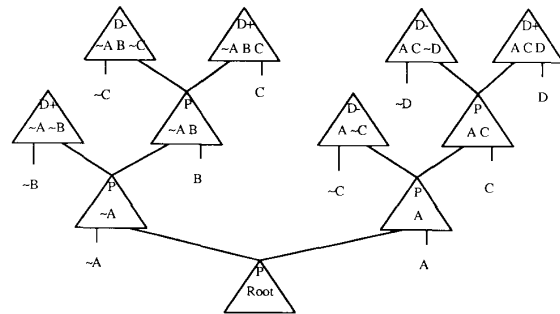 D- D+ D- D+
~A B ~C ~A B C A C ~D A C D
~C C ~D D
D+ P D- P
~A ~B ~A B A ~C A C
~B B ~C C
P P
~A A
~A A
P
Root